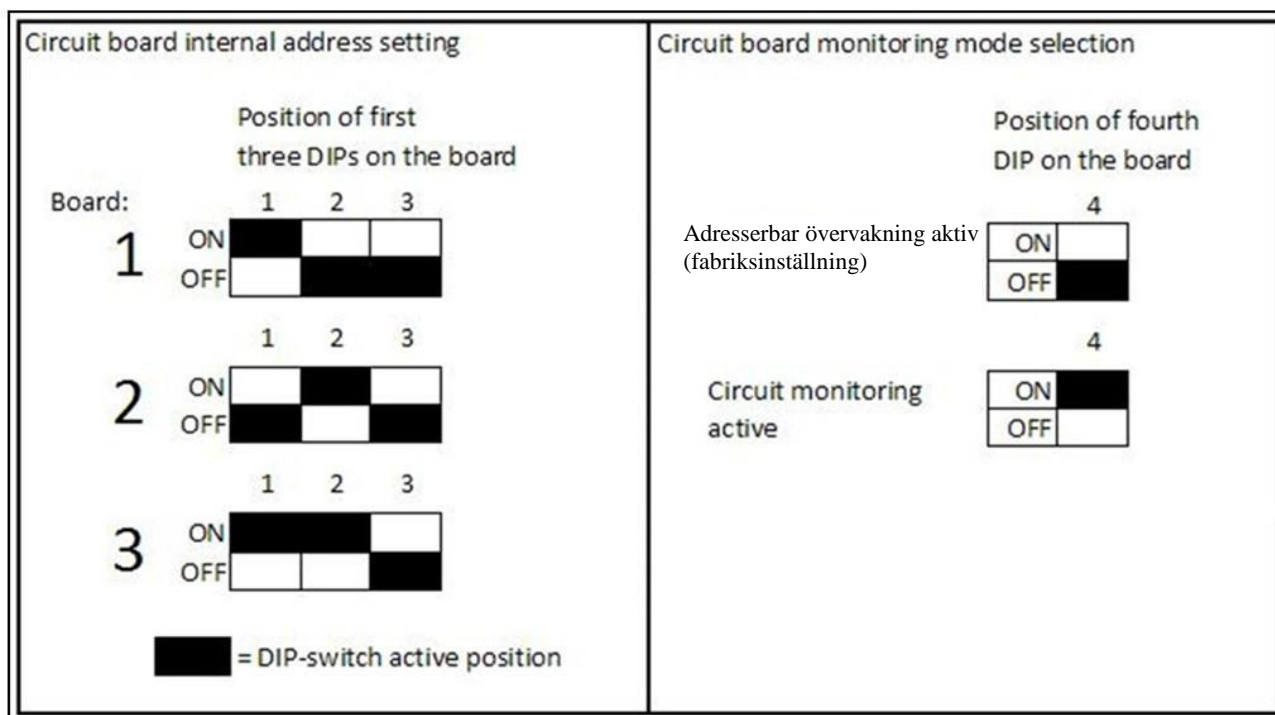 Circuit board internal address setting
Position of first
three DIPs on the board
Board:
1 2 3
1
ON
OFF
1 2 3
2
ON
OFF
1 2 3
3
ON
OFF
= DIP-switch active position
Circuit board monitoring mode selection
Position of fourth
DIP on the board
4
Adresserbar övervakning aktiv
(fabriksinställning)
ON
OFF
4
Circuit monitoring
active
ON
OFF